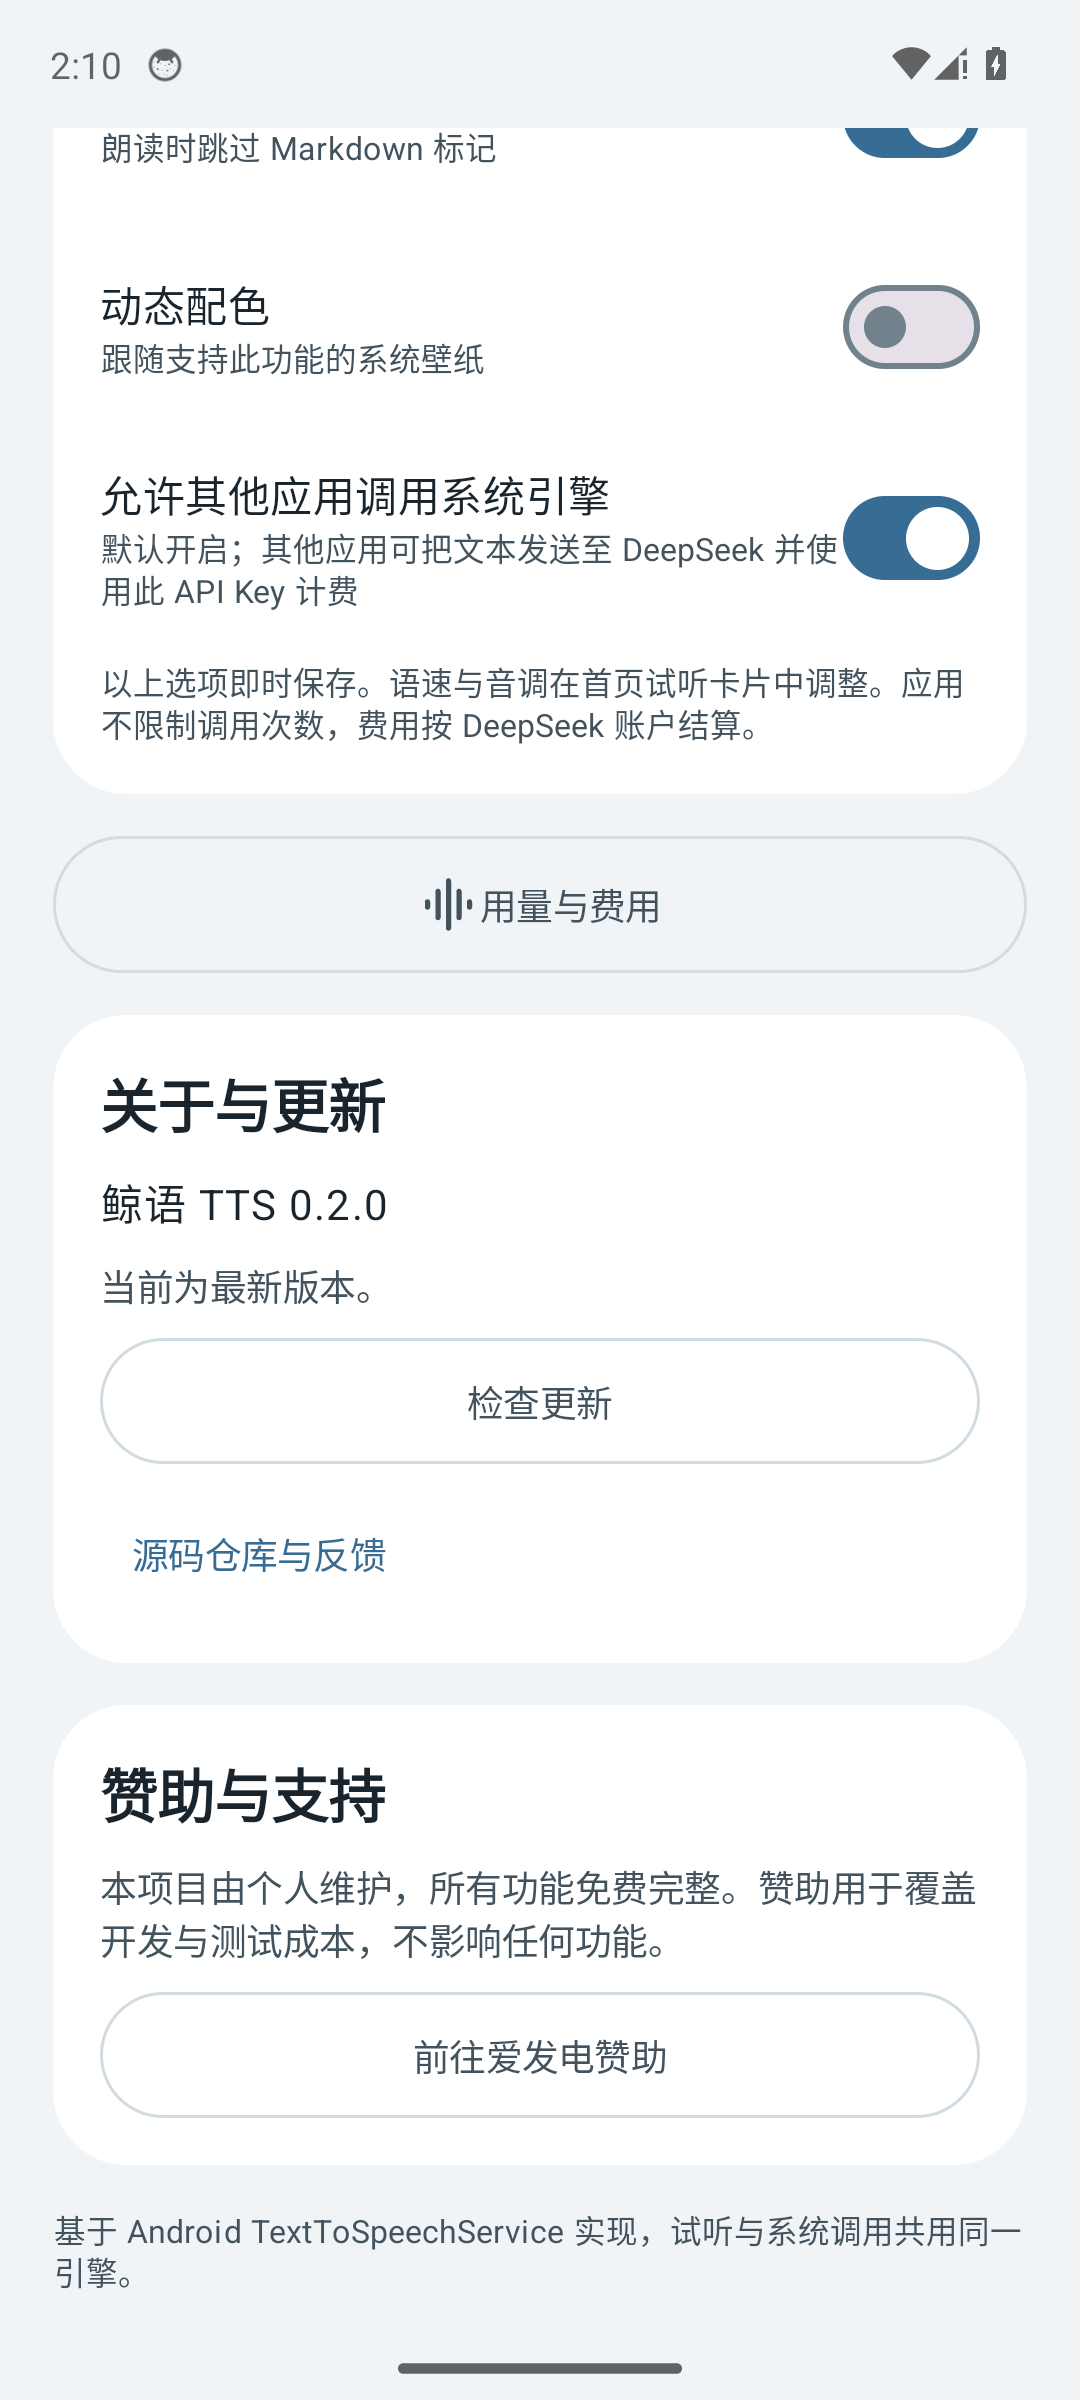 2:10
朗读时跳过 Markdown 标记
动态配色
跟随支持此功能的系统壁纸
允许其他应用调用系统引擎
默认开启；其他应用可把文本发送至 DeepSeek 并使
用此 API Key 计费
以上选项即时保存。语速与音调在首页试听卡片中调整。应用
不限制调用次数，费用按 DeepSeek 账户结算。
用量与费用
关于与更新
鲸语 TTS 0.2.0
当前为最新版本。
检查更新
源码仓库与反馈
赞助与支持
本项目由个人维护，所有功能免费完整。赞助用于覆盖
开发与测试成本，不影响任何功能。
前往爱发电赞助
基于 Android TextToSpeechService 实现，试听与系统调用共用同一
引擎。